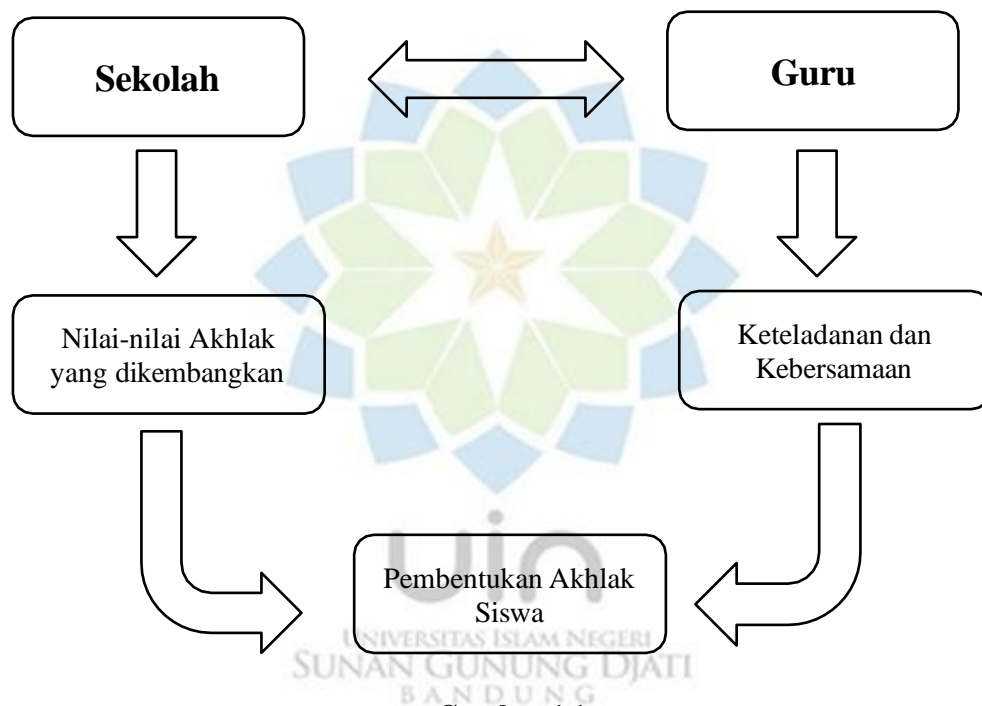 Sekolah
Guru
Nilai-nilai Akhlak
yang dikembangkan
Keteladanan dan
Kebersamaan
Pembentukan Akhlak
Siswa
uin
UNIVERSITAS ISLAM NEGERI
SUNAN GUNUNG DJATI
BANDUNG